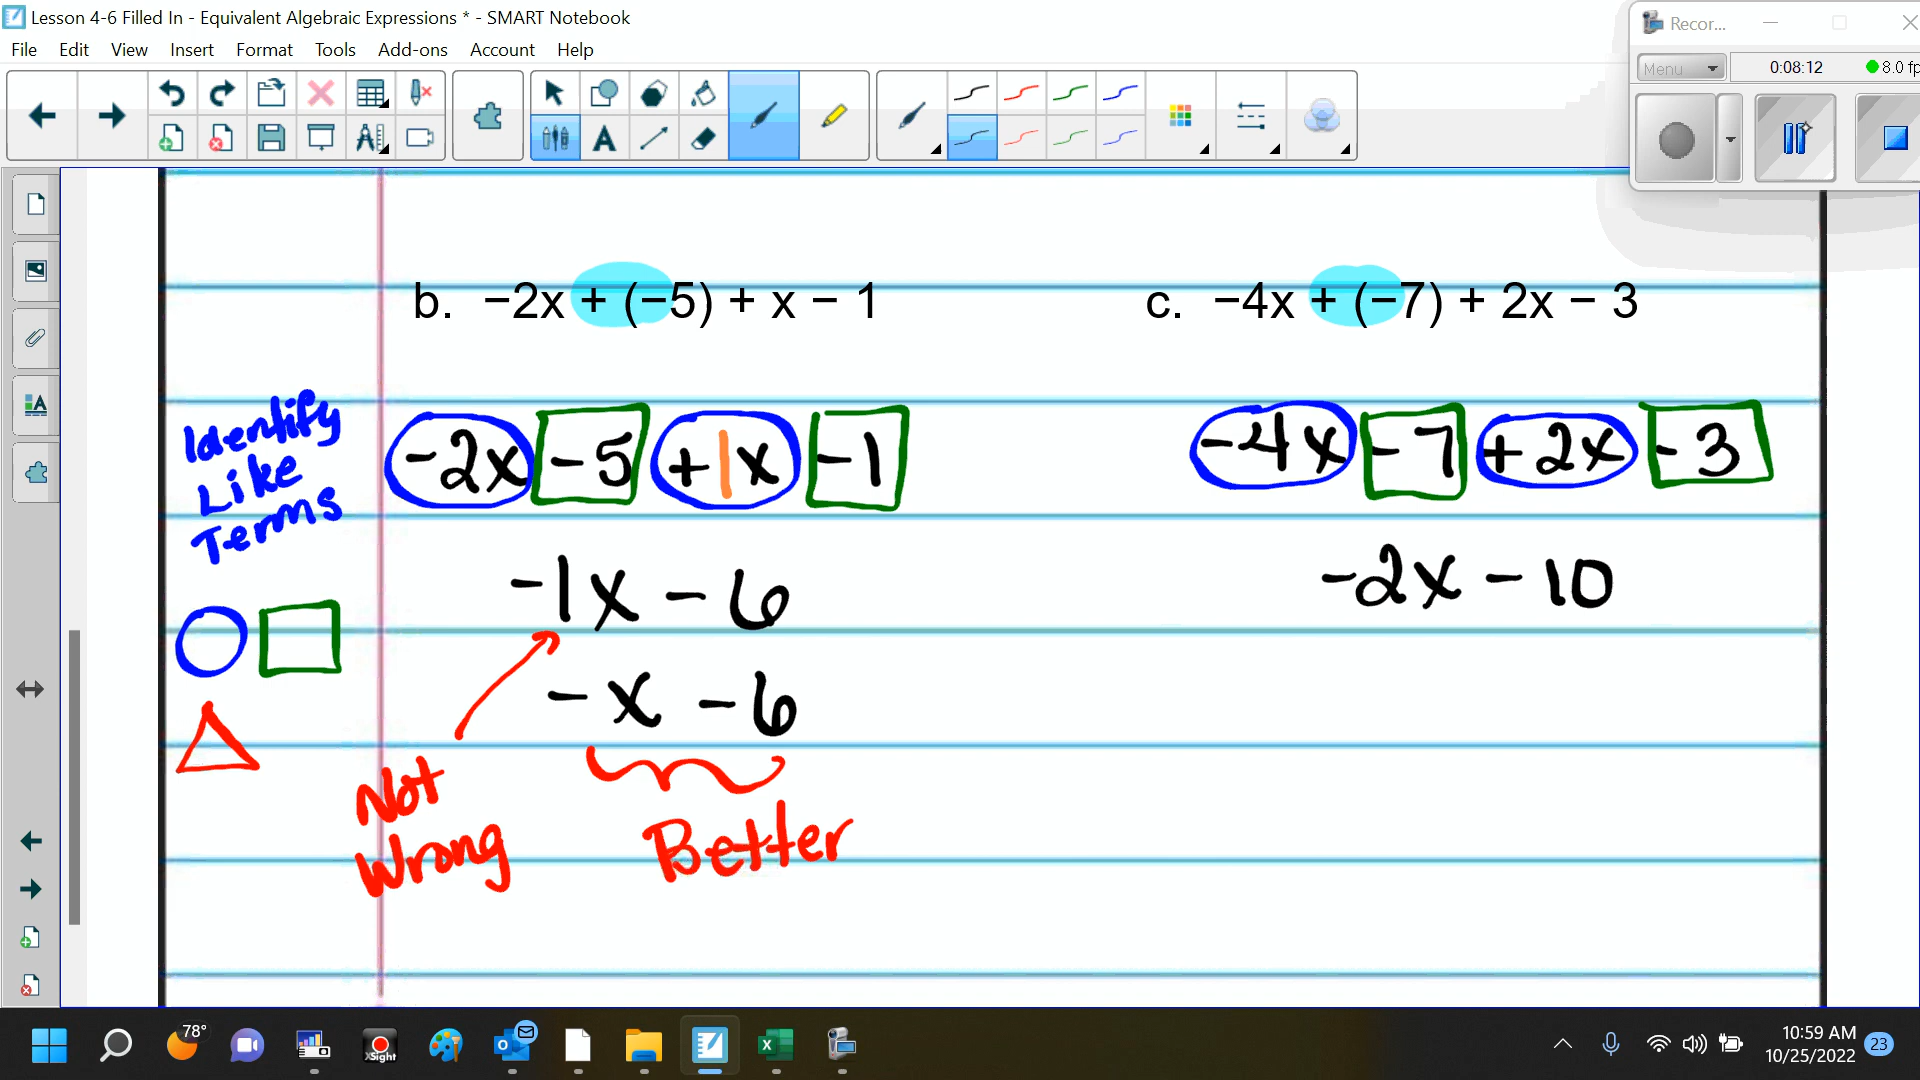 Lesson 4-6 Filled In - Equivalent Algebraic Expressions * - SMART Notebook
File Edit View Insert Format Tools Add-ons Account Help
Recor...
Menu 0:08:12 8.0 fp
b. −2x + (−5) + x − 1
c. −4x + (−7) + 2x − 3
Identify
Like
Terms
-2x -5 +1x -1
-4x -7 +2x -3
-1x - 6
-2x - 10
-x - 6
Not
Wrong
Better
78°
XSight
10:59 AM
10/25/2022
23